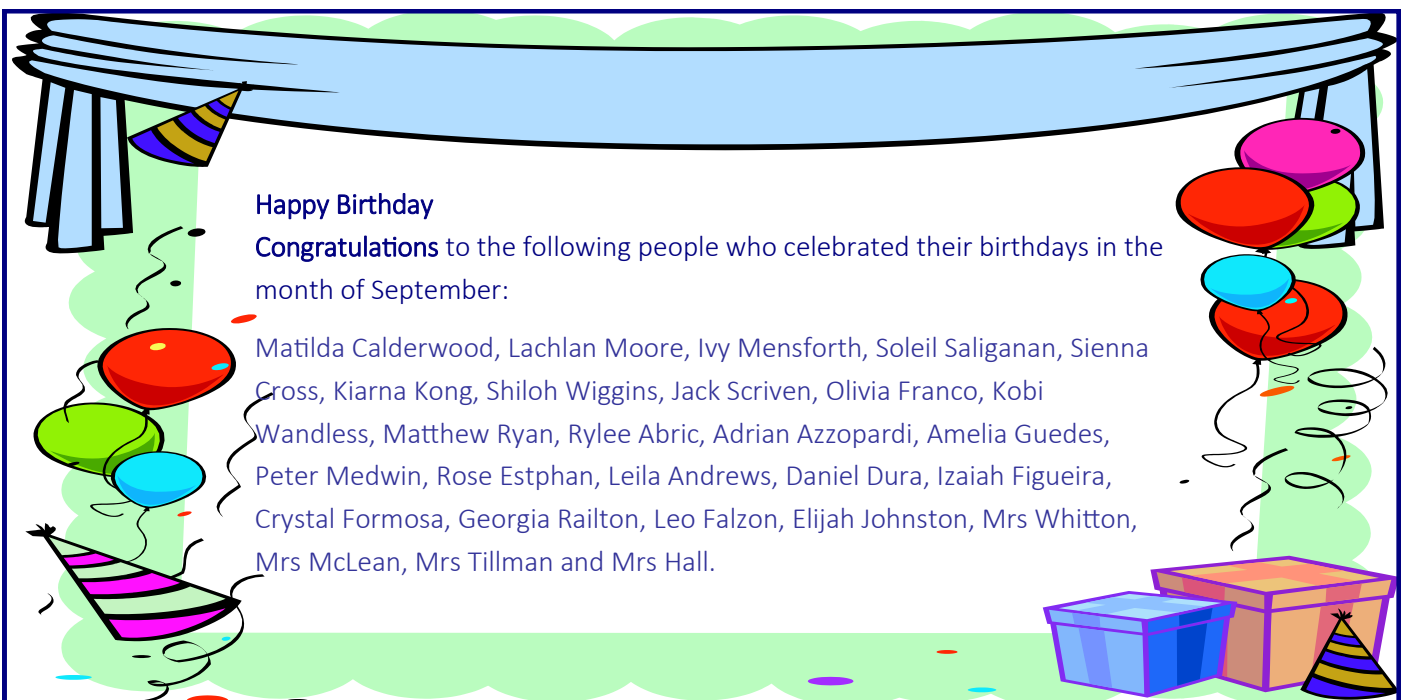 Happy Birthday
Congratulations to the following people who celebrated their birthdays in the
month of September:
Matilda Calderwood, Lachlan Moore, Ivy Mensforth, Soleil Saliganan, Sienna
Cross, Kiarna Kong, Shiloh Wiggins, Jack Scriven, Olivia Franco, Kobi
Wandless, Matthew Ryan, Rylee Abric, Adrian Azzopardi, Amelia Guedes,
Peter Medwin, Rose Estphan, Leila Andrews, Daniel Dura, Izaiah Figueira,
Crystal Formosa, Georgia Railton, Leo Falzon, Elijah Johnston, Mrs Whitton,
Mrs McLean, Mrs Tillman and Mrs Hall.